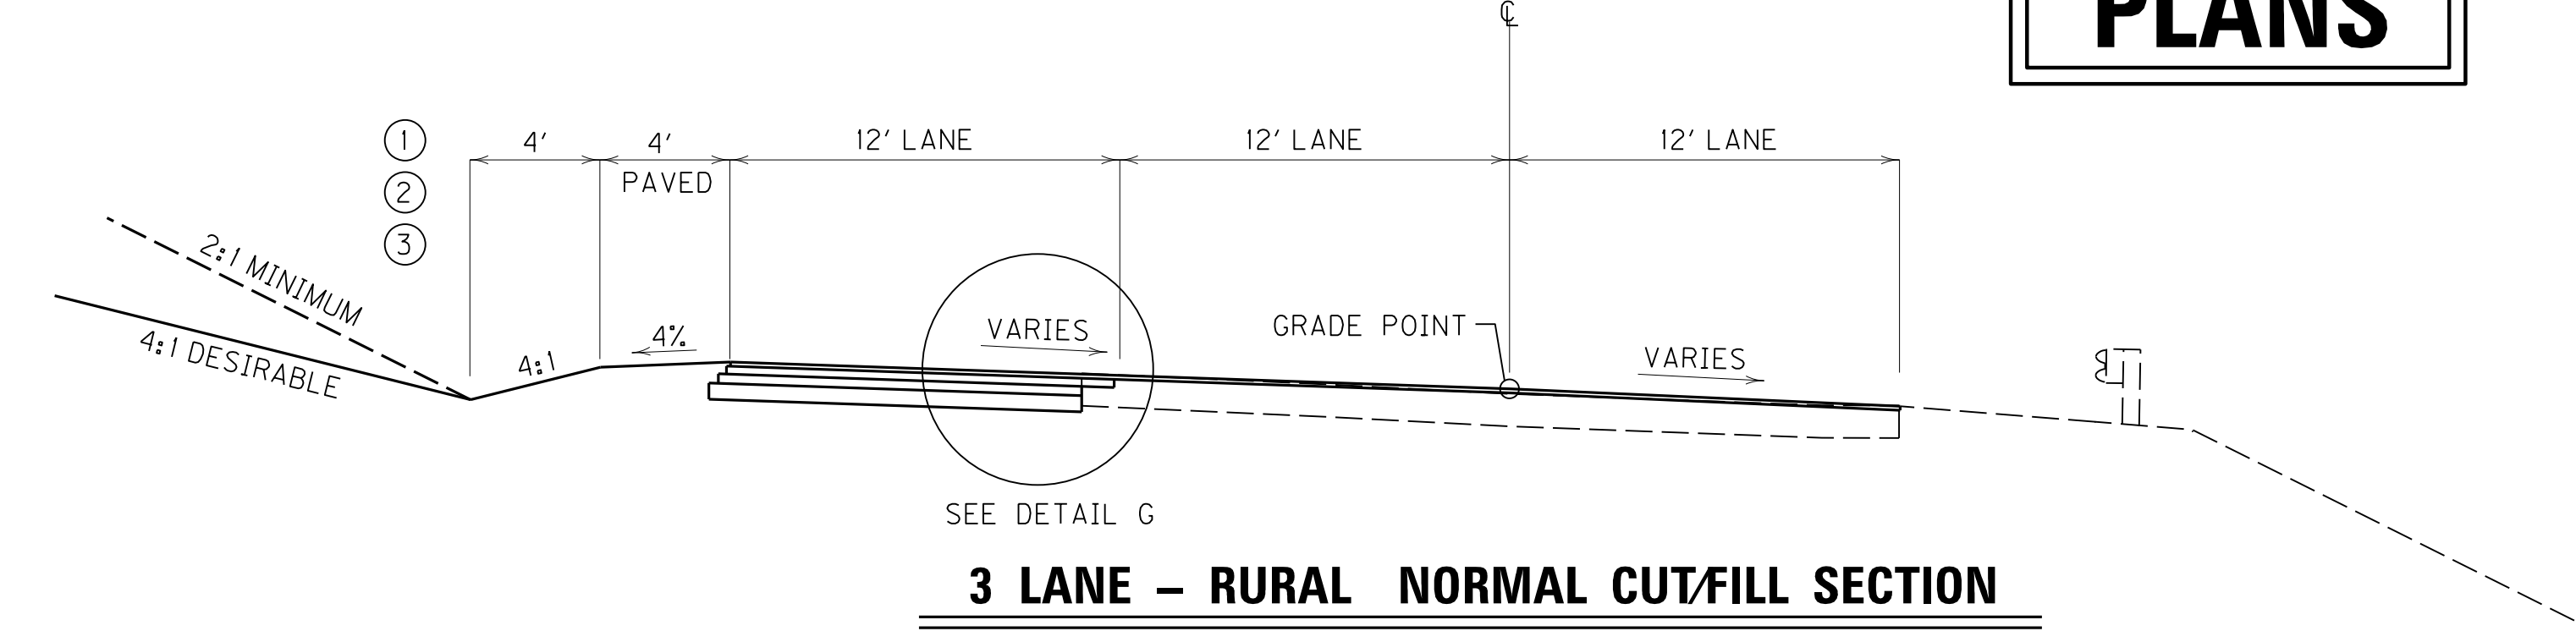 PLANS
℄
1
2
3
4'
4'
PAVED
12' LANE
12' LANE
12' LANE
2:1 MINIMUM
4:1 DESIRABLE
4:1
4%
VARIES
GRADE POINT
VARIES
SEE DETAIL G
3 LANE – RURAL NORMAL CUT/FILL SECTION